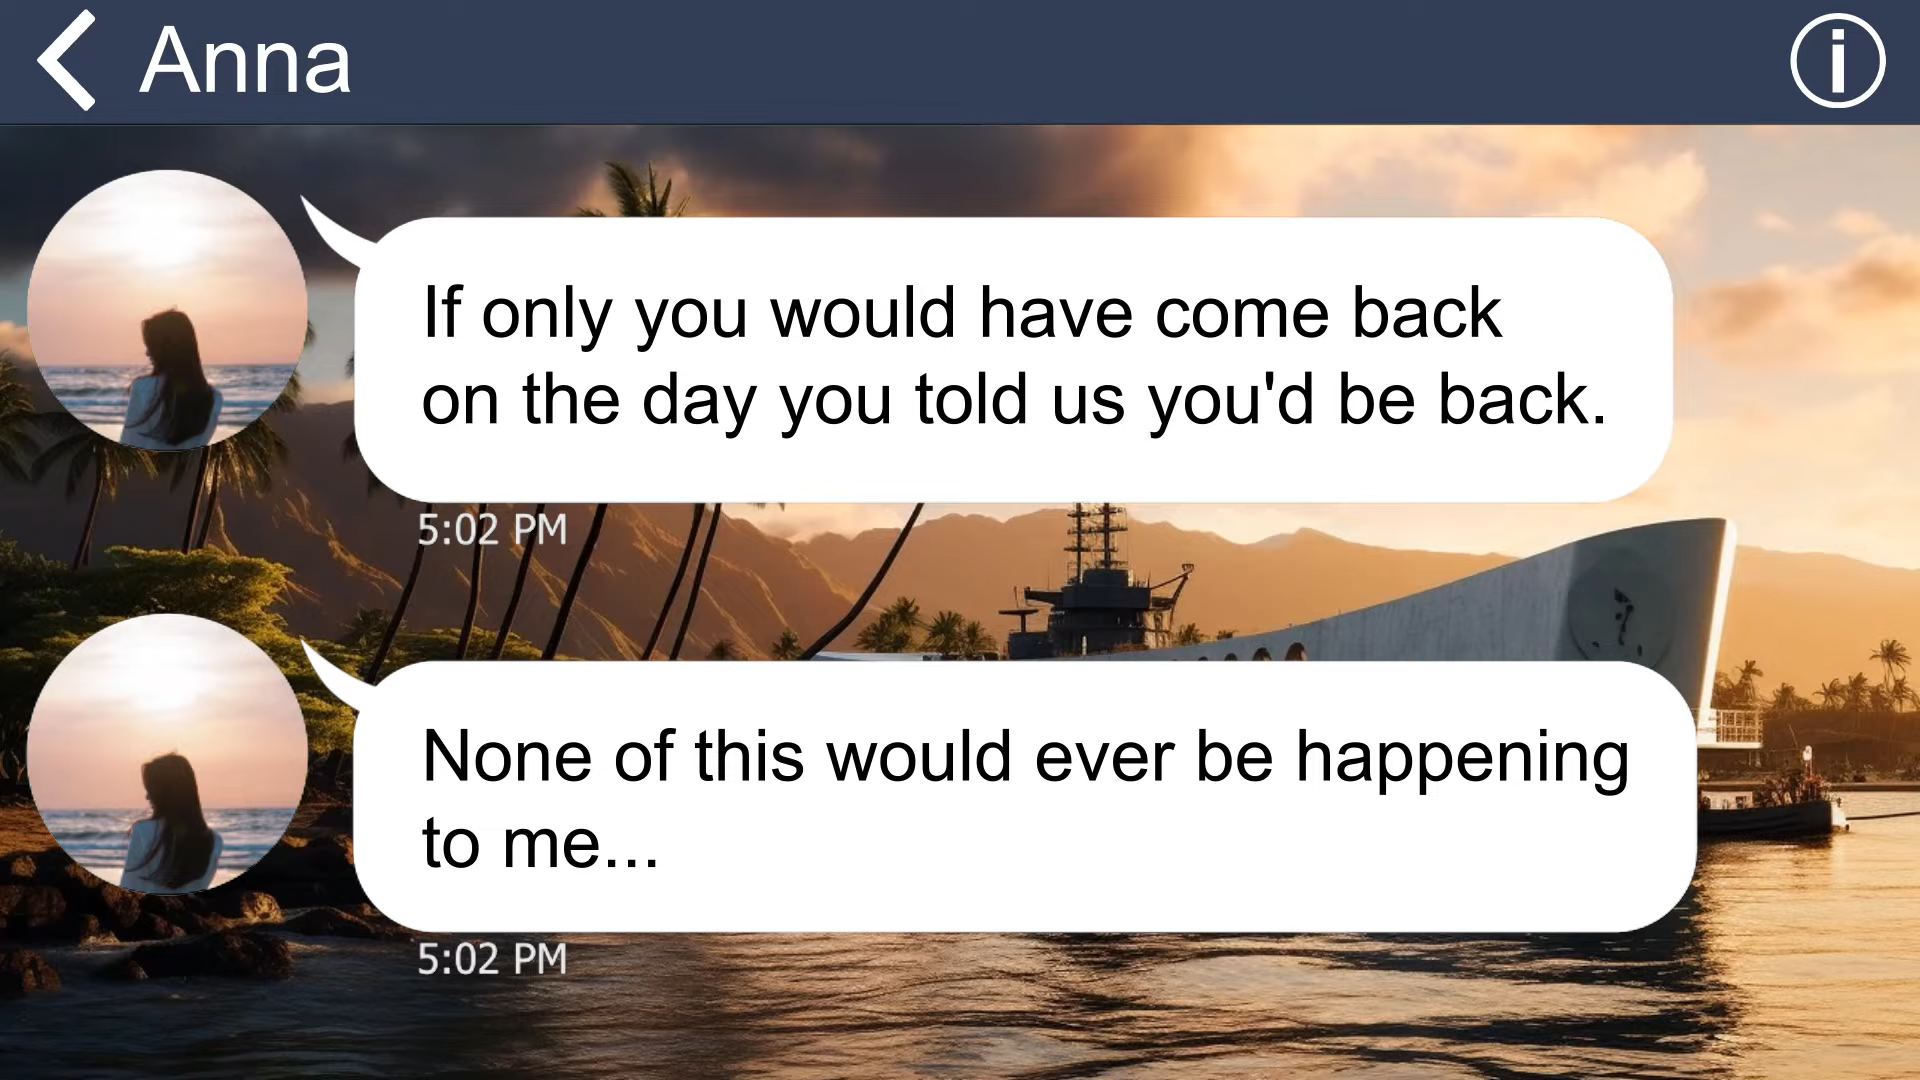 Anna
If only you would have come back
on the day you told us you'd be back.
5:02 PM
None of this would ever be happening
to me...
5:02 PM